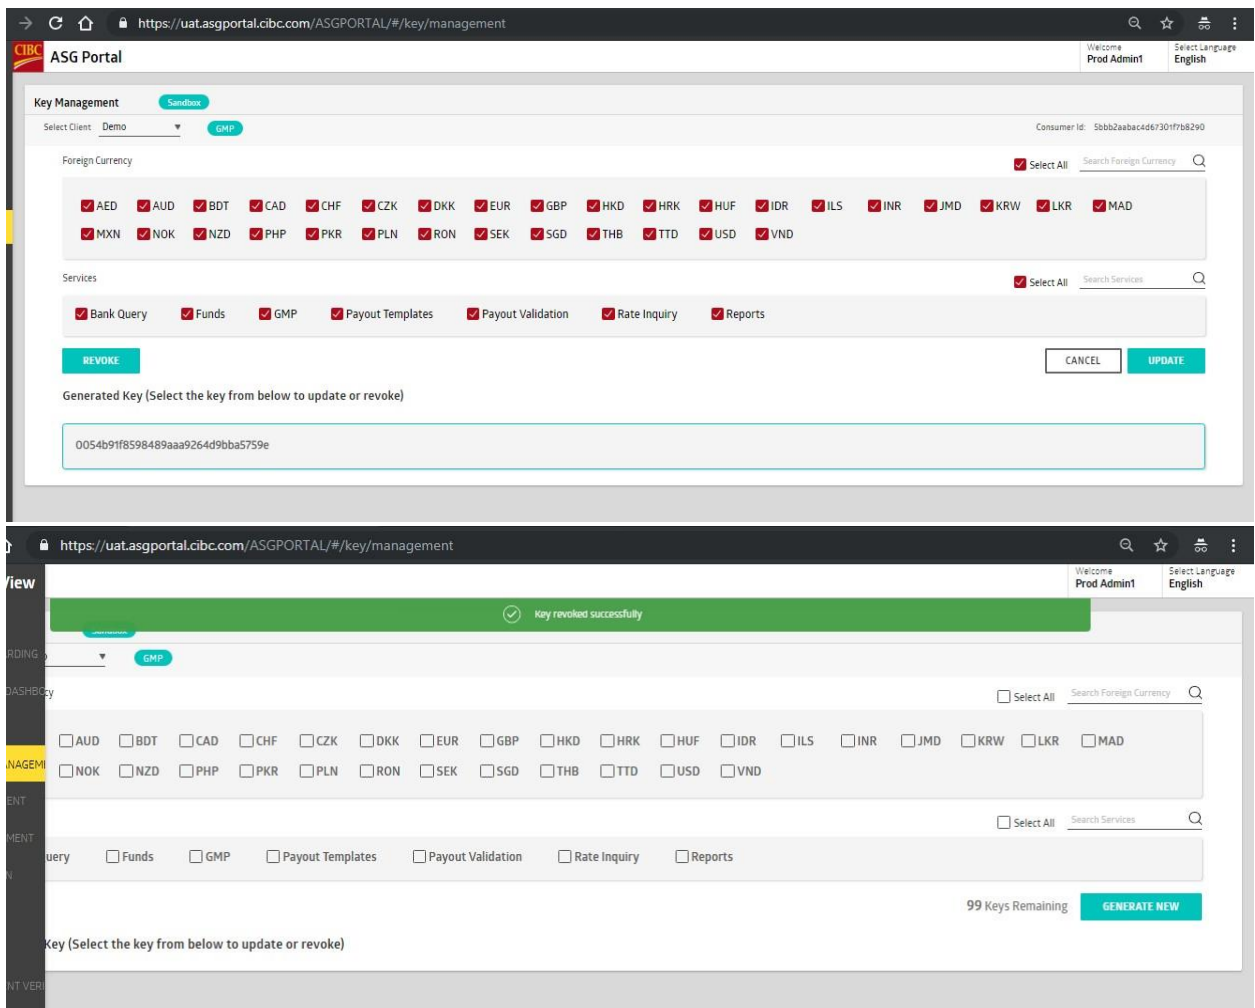 https://uat.asgportal.cibc.com/ASGPORTAL/#/key/management
CIBC ASG Portal
Welcome
Prod Admin1
Select Language
English
Key Management Sandbox
Select Client Demo GMP Consumer Id: 5bbb2aabac4d67301f7b8290
Foreign Currency Select All Search Foreign Currency
AED AUD BDT CAD CHF CZK DKK EUR GBP HKD HRK HUF IDR ILS INR JMD KRW LKR MAD
MXN NOK NZD PHP PKR PLN RON SEK SGD THB TTD USD VND
Services Select All Search Services
Bank Query Funds GMP Payout Templates Payout Validation Rate Inquiry Reports
REVOKE CANCEL UPDATE
Generated Key (Select the key from below to update or revoke)
0054b91f8598489aaa9264d9bba5759e
https://uat.asgportal.cibc.com/ASGPORTAL/#/key/management
View
Welcome
Prod Admin1
Select Language
English
Key revoked successfully
RDING GMP
DASHBO cy Select All Search Foreign Currency
AUD BDT CAD CHF CZK DKK EUR GBP HKD HRK HUF IDR ILS INR JMD KRW LKR MAD
ANAGEM NOK NZD PHP PKR PLN RON SEK SGD THB TTD USD VND
ENT
MENT Select All Search Services
uery Funds GMP Payout Templates Payout Validation Rate Inquiry Reports
N
99 Keys Remaining GENERATE NEW
Key (Select the key from below to update or revoke)
NT VERI